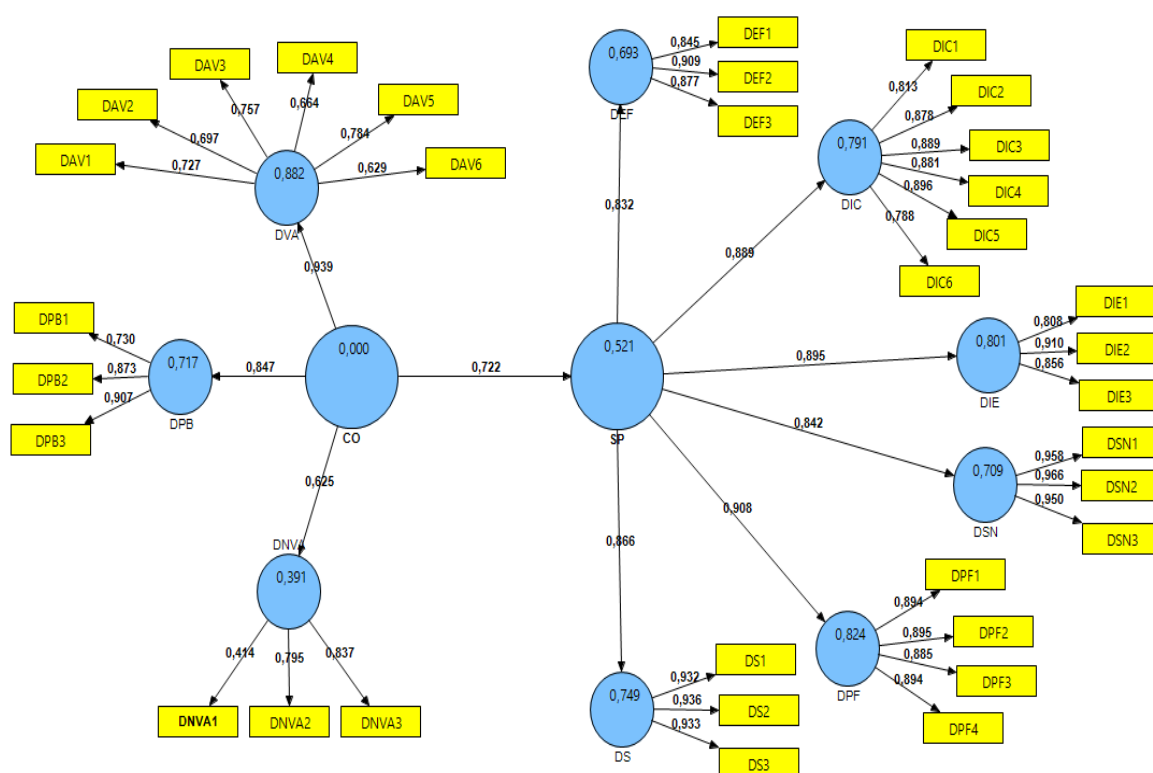 DAV1
DAV2
DAV3
DAV4
DAV5
DAV6
0,727
0,697
0,757
0,664
0,784
0,629
0,882
DVA
0,939
DPB1
DPB2
DPB3
0,730
0,873
0,907
0,717
DPB
0,847
0,000
CO
0,722
0,625
DNVA
0,391
0,414
0,795
0,837
DNVA1
DNVA2
DNVA3
0,521
SP
0,832
0,693
DEF
0,845
0,909
0,877
DEF1
DEF2
DEF3
0,889
0,791
DIC
0,813
0,878
0,889
0,881
0,896
0,788
DIC1
DIC2
DIC3
DIC4
DIC5
DIC6
0,895
0,801
DIE
0,808
0,910
0,856
DIE1
DIE2
DIE3
0,842
0,709
DSN
0,958
0,966
0,950
DSN1
DSN2
DSN3
0,908
0,824
DPF
0,894
0,895
0,885
0,894
DPF1
DPF2
DPF3
DPF4
0,866
0,749
DS
0,932
0,936
0,933
DS1
DS2
DS3